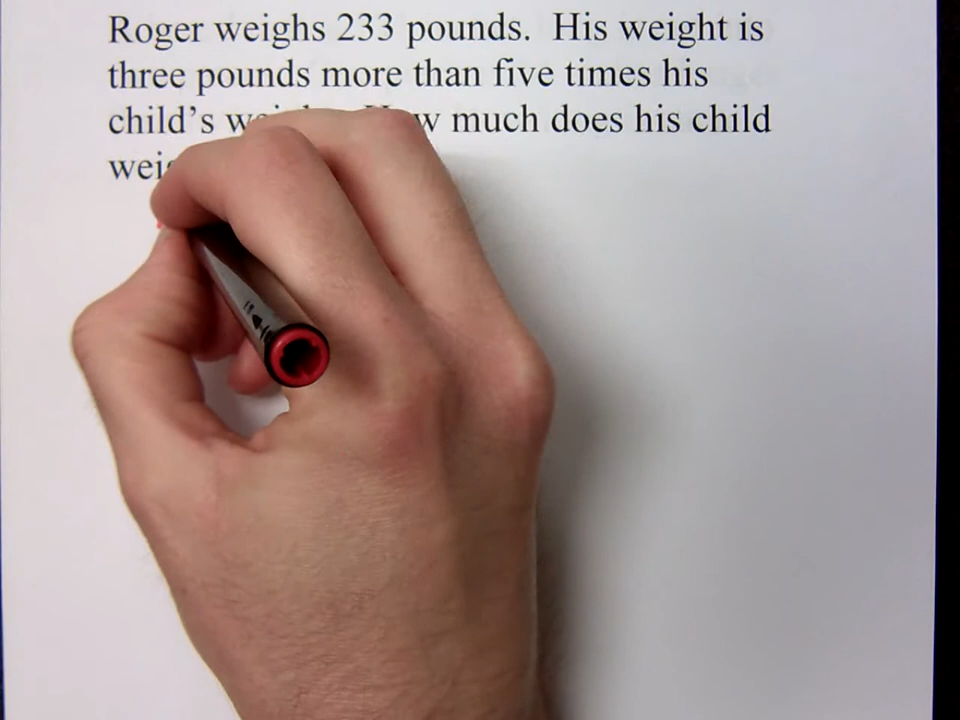 Roger weighs 233 pounds. His weight is
three pounds more than five times his
child's much does his child